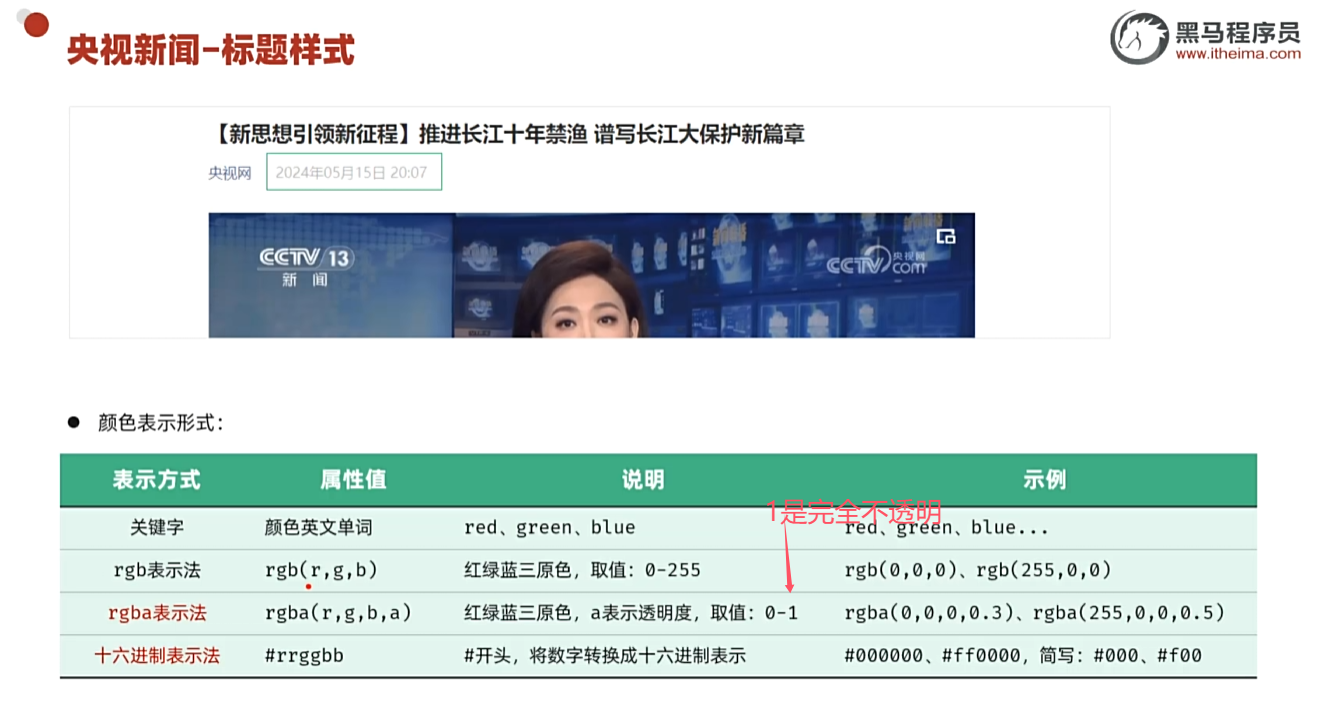 央视新闻-标题样式
黑马程序员
www.itheima.com
【新思想引领新征程】推进长江十年禁渔 谱写长江大保护新篇章
央视网 2024年05月15日 20:07
CCTV 13
新 闻
央视网
CCTV com
● 颜色表示形式：
表示方式 属性值 说明 示例
1是完全不透明
关键字 颜色英文单词 red、green、blue red、green、blue...
rgb表示法 rgb(r,g,b) 红绿蓝三原色，取值：0-255 rgb(0,0,0)、rgb(255,0,0)
rgba表示法 rgba(r,g,b,a) 红绿蓝三原色，a表示透明度，取值：0-1 rgba(0,0,0,0.3)、rgba(255,0,0,0.5)
十六进制表示法 #rrggbb #开头，将数字转换成十六进制表示 #000000、#ff0000，简写：#000、#f00